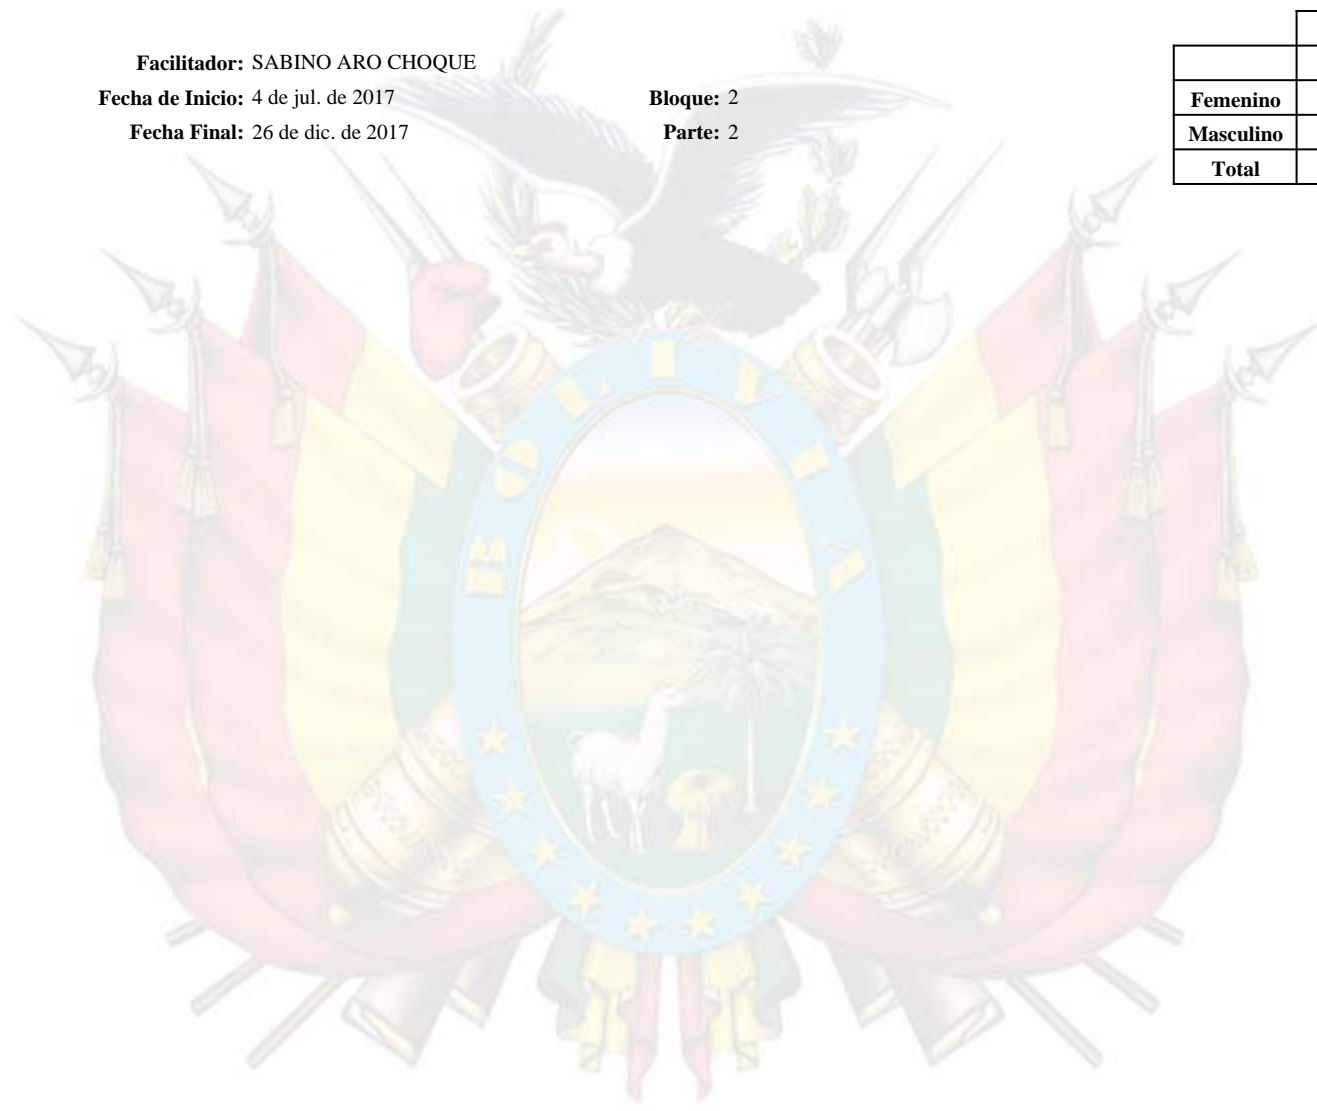 Facilitador: SABINO ARO CHOQUE
Fecha de Inicio: 4 de jul. de 2017 Bloque: 2
Fecha Final: 26 de dic. de 2017 Parte: 2
Femenino
Masculino
Total
BOLIVIA